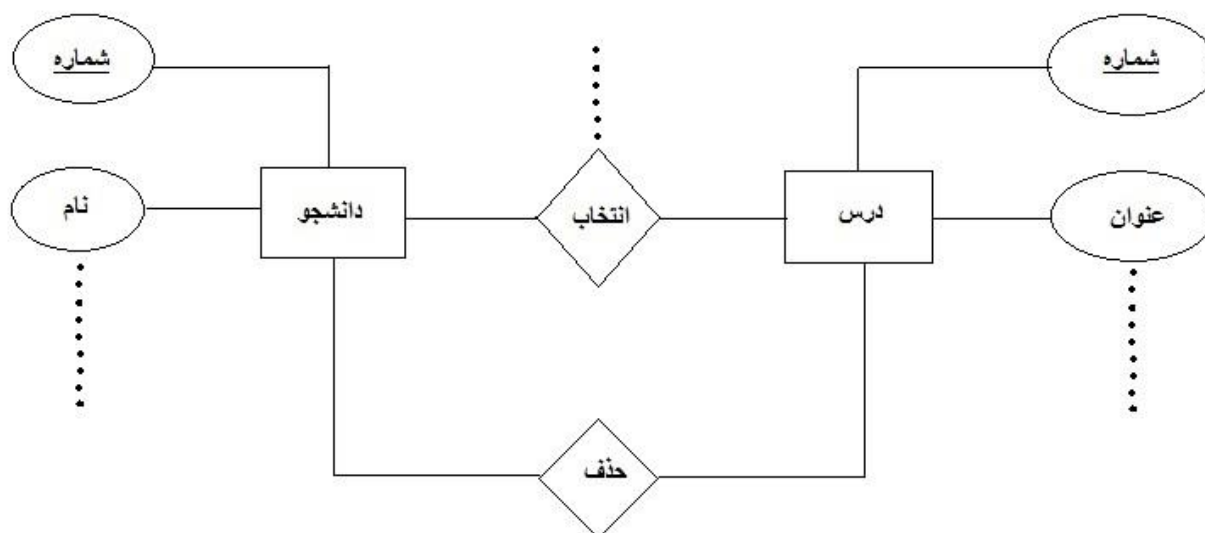 شماره
شماره
نام
دانشجو
انتخاب
درس
عنوان
حذف